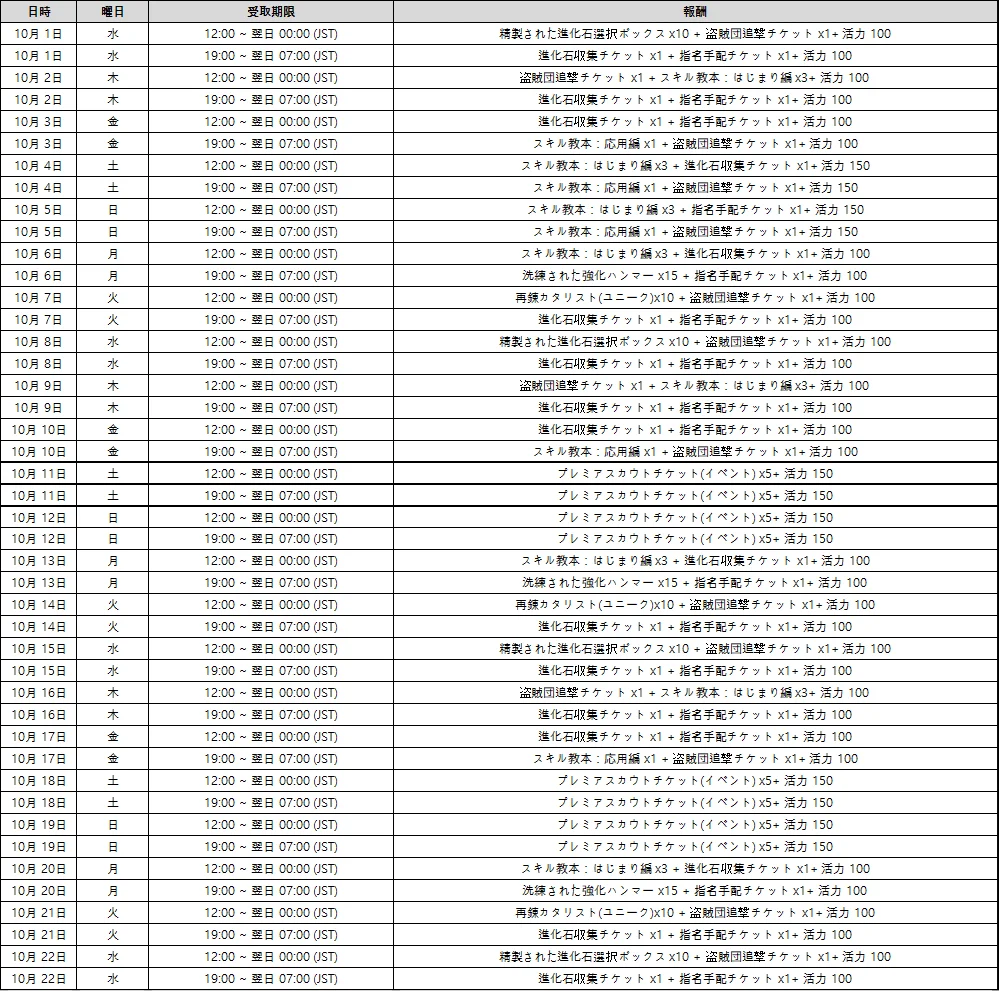 日時 曜日 受取期限 報酬
10月 1日 水 12:00 ~ 翌日 00:00 (JST) 精製された進化石選択ボックス x10 + 盗賊団追撃チケット x1+ 活力 100
10月 1日 水 19:00 ~ 翌日 07:00 (JST) 進化石収集チケット x1 + 指名手配チケット x1+ 活力 100
10月 2日 木 12:00 ~ 翌日 00:00 (JST) 盗賊団追撃チケット x1 + スキル教本：はじまり編 x3+ 活力 100
10月 2日 木 19:00 ~ 翌日 07:00 (JST) 進化石収集チケット x1 + 指名手配チケット x1+ 活力 100
10月 3日 金 12:00 ~ 翌日 00:00 (JST) 進化石収集チケット x1 + 指名手配チケット x1+ 活力 100
10月 3日 金 19:00 ~ 翌日 07:00 (JST) スキル教本：応用編 x1 + 盗賊団追撃チケット x1+ 活力 100
10月 4日 土 12:00 ~ 翌日 00:00 (JST) スキル教本：はじまり編 x3 + 進化石収集チケット x1+ 活力 150
10月 4日 土 19:00 ~ 翌日 07:00 (JST) スキル教本：応用編 x1 + 盗賊団追撃チケット x1+ 活力 150
10月 5日 日 12:00 ~ 翌日 00:00 (JST) スキル教本：はじまり編 x3 + 指名手配チケット x1+ 活力 150
10月 5日 日 19:00 ~ 翌日 07:00 (JST) スキル教本：応用編 x1 + 盗賊団追撃チケット x1+ 活力 150
10月 6日 月 12:00 ~ 翌日 00:00 (JST) スキル教本：はじまり編 x3 + 進化石収集チケット x1+ 活力 100
10月 6日 月 19:00 ~ 翌日 07:00 (JST) 洗練された強化ハンマー x15 + 指名手配チケット x1+ 活力 100
10月 7日 火 12:00 ~ 翌日 00:00 (JST) 再錬カタリスト(ユニーク)x10 + 盗賊団追撃チケット x1+ 活力 100
10月 7日 火 19:00 ~ 翌日 07:00 (JST) 進化石収集チケット x1 + 指名手配チケット x1+ 活力 100
10月 8日 水 12:00 ~ 翌日 00:00 (JST) 精製された進化石選択ボックス x10 + 盗賊団追撃チケット x1+ 活力 100
10月 8日 水 19:00 ~ 翌日 07:00 (JST) 進化石収集チケット x1 + 指名手配チケット x1+ 活力 100
10月 9日 木 12:00 ~ 翌日 00:00 (JST) 盗賊団追撃チケット x1 + スキル教本：はじまり編 x3+ 活力 100
10月 9日 木 19:00 ~ 翌日 07:00 (JST) 進化石収集チケット x1 + 指名手配チケット x1+ 活力 100
10月 10日 金 12:00 ~ 翌日 00:00 (JST) 進化石収集チケット x1 + 指名手配チケット x1+ 活力 100
10月 10日 金 19:00 ~ 翌日 07:00 (JST) スキル教本：応用編 x1 + 盗賊団追撃チケット x1+ 活力 100
10月 11日 土 12:00 ~ 翌日 00:00 (JST) プレミアスカウトチケット(イベント) x5+ 活力 150
10月 11日 土 19:00 ~ 翌日 07:00 (JST) プレミアスカウトチケット(イベント) x5+ 活力 150
10月 12日 日 12:00 ~ 翌日 00:00 (JST) プレミアスカウトチケット(イベント) x5+ 活力 150
10月 12日 日 19:00 ~ 翌日 07:00 (JST) プレミアスカウトチケット(イベント) x5+ 活力 150
10月 13日 月 12:00 ~ 翌日 00:00 (JST) スキル教本：はじまり編 x3 + 進化石収集チケット x1+ 活力 100
10月 13日 月 19:00 ~ 翌日 07:00 (JST) 洗練された強化ハンマー x15 + 指名手配チケット x1+ 活力 100
10月 14日 火 12:00 ~ 翌日 00:00 (JST) 再錬カタリスト(ユニーク)x10 + 盗賊団追撃チケット x1+ 活力 100
10月 14日 火 19:00 ~ 翌日 07:00 (JST) 進化石収集チケット x1 + 指名手配チケット x1+ 活力 100
10月 15日 水 12:00 ~ 翌日 00:00 (JST) 精製された進化石選択ボックス x10 + 盗賊団追撃チケット x1+ 活力 100
10月 15日 水 19:00 ~ 翌日 07:00 (JST) 進化石収集チケット x1 + 指名手配チケット x1+ 活力 100
10月 16日 木 12:00 ~ 翌日 00:00 (JST) 盗賊団追撃チケット x1 + スキル教本：はじまり編 x3+ 活力 100
10月 16日 木 19:00 ~ 翌日 07:00 (JST) 進化石収集チケット x1 + 指名手配チケット x1+ 活力 100
10月 17日 金 12:00 ~ 翌日 00:00 (JST) 進化石収集チケット x1 + 指名手配チケット x1+ 活力 100
10月 17日 金 19:00 ~ 翌日 07:00 (JST) スキル教本：応用編 x1 + 盗賊団追撃チケット x1+ 活力 100
10月 18日 土 12:00 ~ 翌日 00:00 (JST) プレミアスカウトチケット(イベント) x5+ 活力 150
10月 18日 土 19:00 ~ 翌日 07:00 (JST) プレミアスカウトチケット(イベント) x5+ 活力 150
10月 19日 日 12:00 ~ 翌日 00:00 (JST) プレミアスカウトチケット(イベント) x5+ 活力 150
10月 19日 日 19:00 ~ 翌日 07:00 (JST) プレミアスカウトチケット(イベント) x5+ 活力 150
10月 20日 月 12:00 ~ 翌日 00:00 (JST) スキル教本：はじまり編 x3 + 進化石収集チケット x1+ 活力 100
10月 20日 月 19:00 ~ 翌日 07:00 (JST) 洗練された強化ハンマー x15 + 指名手配チケット x1+ 活力 100
10月 21日 火 12:00 ~ 翌日 00:00 (JST) 再錬カタリスト(ユニーク)x10 + 盗賊団追撃チケット x1+ 活力 100
10月 21日 火 19:00 ~ 翌日 07:00 (JST) 進化石収集チケット x1 + 指名手配チケット x1+ 活力 100
10月 22日 水 12:00 ~ 翌日 00:00 (JST) 精製された進化石選択ボックス x10 + 盗賊団追撃チケット x1+ 活力 100
10月 22日 水 19:00 ~ 翌日 07:00 (JST) 進化石収集チケット x1 + 指名手配チケット x1+ 活力 100